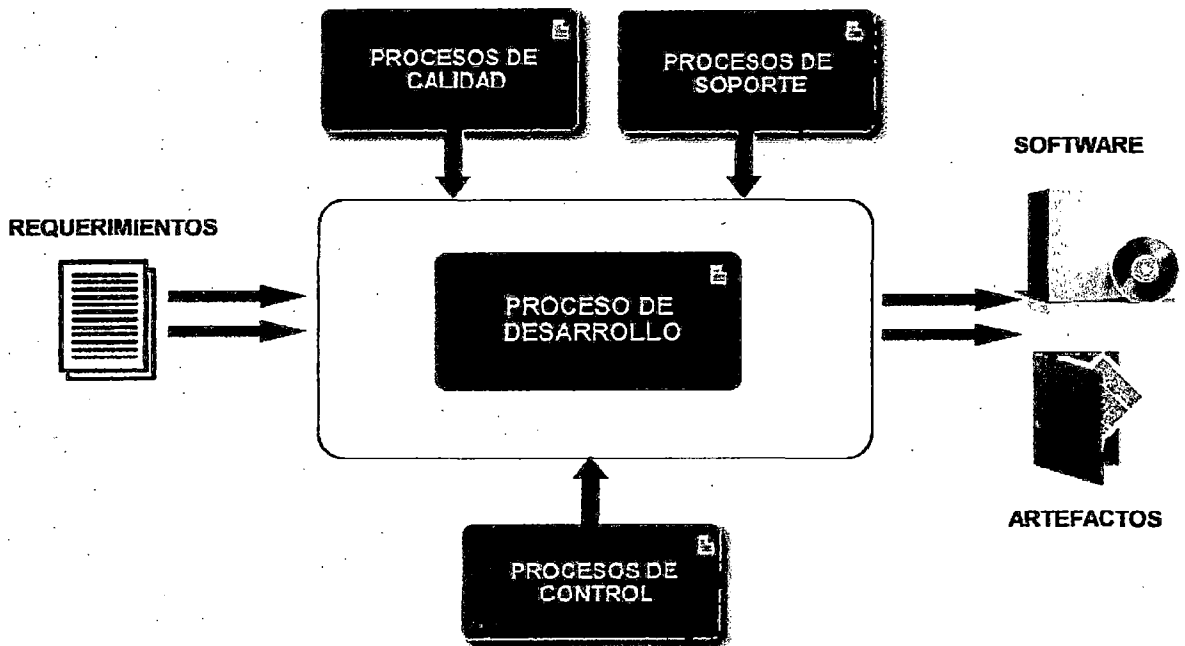 PROCESOS DE
CALIDAD
PROCESOS DE
SOPORTE
SOFTWARE
REQUERIMIENTOS
PROCESO DE
DESARROLLO
ARTEFACTOS
PROCESOS DE
CONTROL